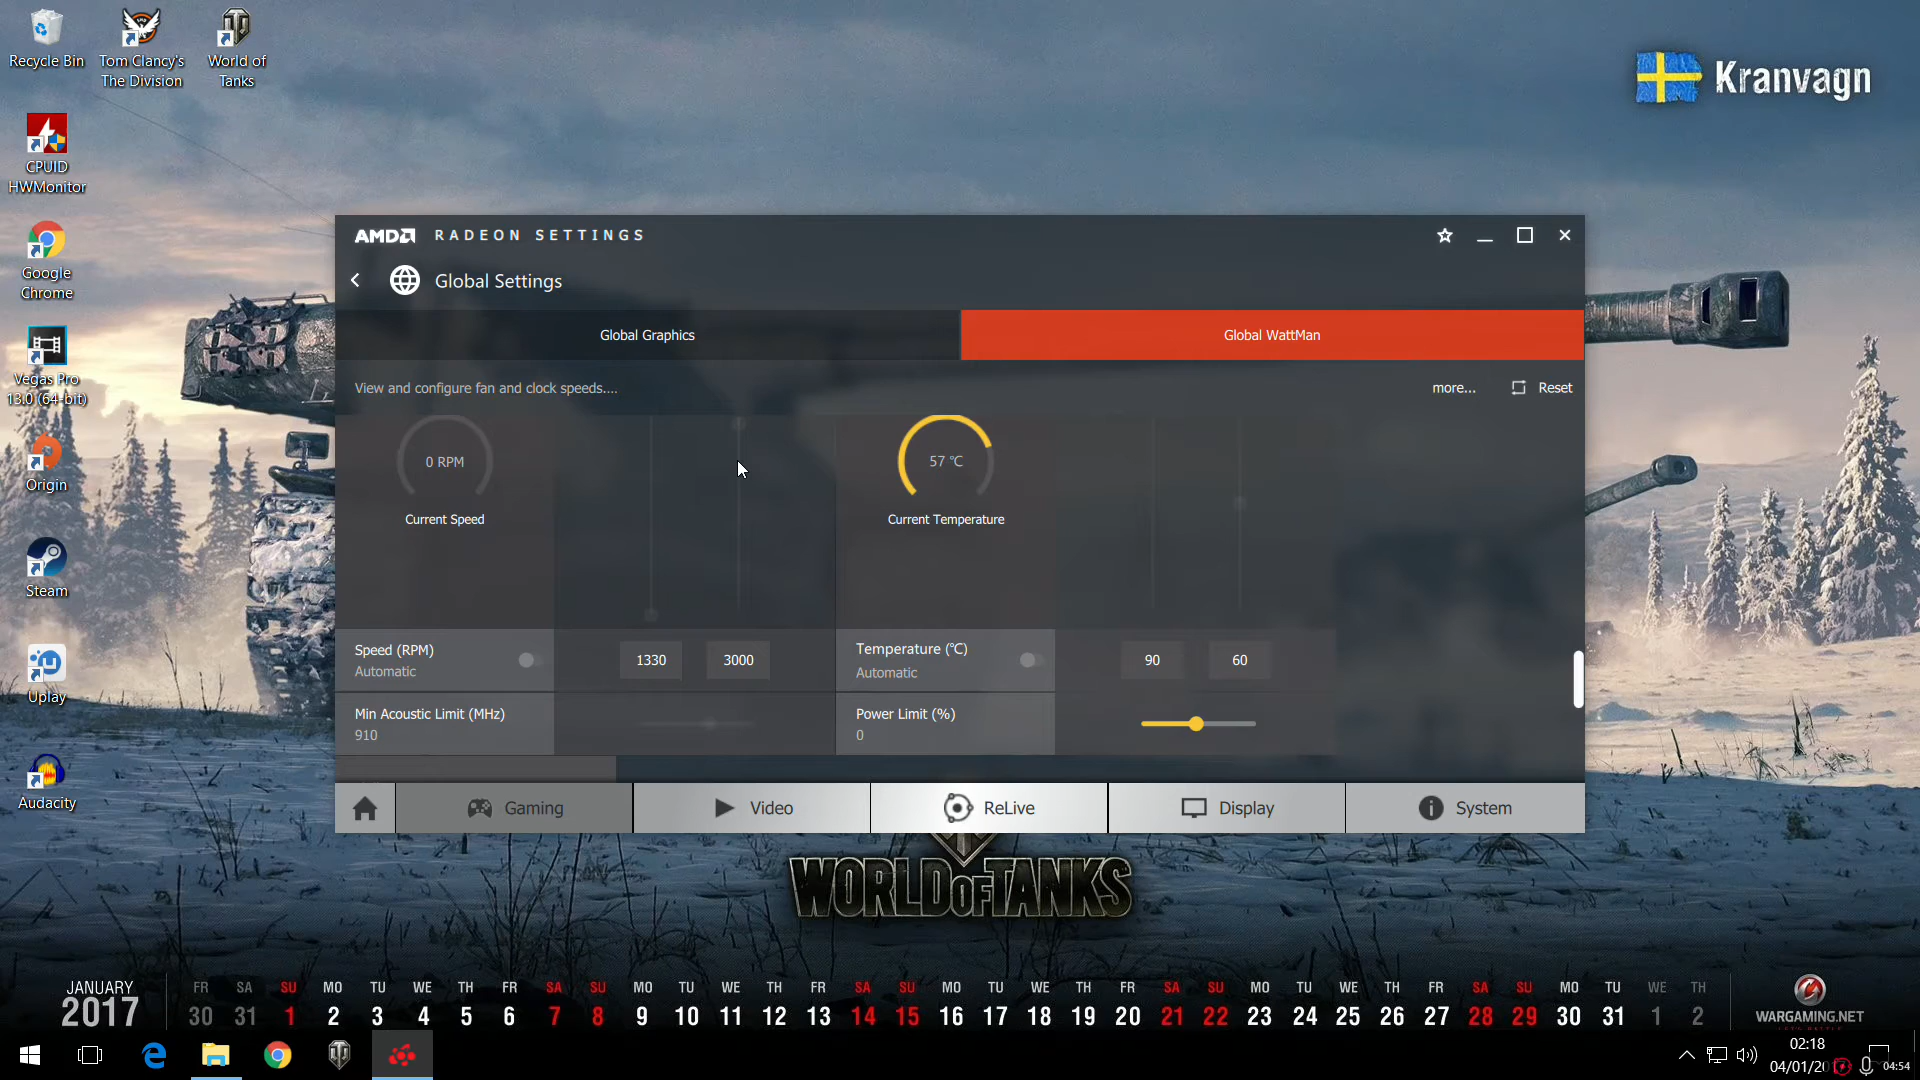 Recycle Bin
Tom Clancy's
The Division
World of
Tanks
CPUID
HWMonitor
Google
Chrome
Vegas Pro
13.0 (64-bit)
Origin
Steam
Uplay
Audacity
Kranvagn
AMD RADEON SETTINGS
Global Settings
Global Graphics
Global WattMan
View and configure fan and clock speeds....
more...
Reset
0 RPM
Current Speed
57 °C
Current Temperature
Speed (RPM)
Automatic
1330
3000
Temperature (°C)
Automatic
90
60
Min Acoustic Limit (MHz)
910
Power Limit (%)
0
Gaming
Video
ReLive
Display
System
WORLD OF TANKS
JANUARY
2017
FR SA SU MO TU WE TH FR SA SU MO TU WE TH FR SA SU MO TU WE TH FR SA SU MO TU WE TH FR SA SU MO TU WE TH
30 31 1 2 3 4 5 6 7 8 9 10 11 12 13 14 15 16 17 18 19 20 21 22 23 24 25 26 27 28 29 30 31 1 2
WARGAMING.NET
LET'S BATTLE
02:18
04/01/20
04:54